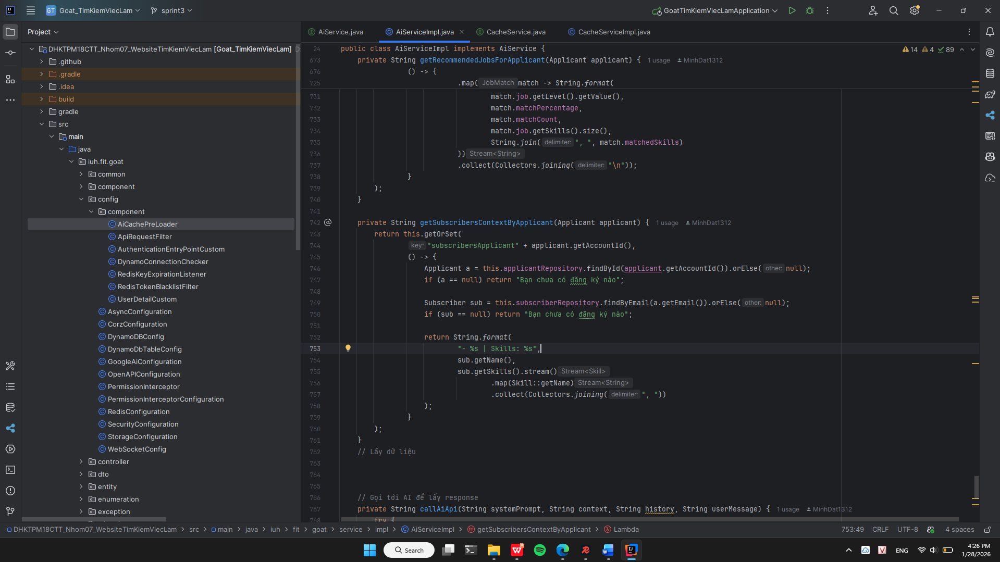 GT Goat_TimKiemViecLam
sprint3
GoatTimKiemViecLamApplication
Project
AiService.java
AiServiceImpl.java
CacheService.java
CacheServiceImpl.java
DHKTPM18CTT_Nhom07_WebsiteTimKiemViecLam [Goat_TimKiemViecLam]
.github
.gradle
.idea
build
gradle
src
main
java
iuh.fit.goat
common
component
config
component
AiCachePreLoader
ApiRequestFilter
AuthenticationEntryPointCustom
DynamoConnectionChecker
RedisKeyExpirationListener
RedisTokenBlacklistFilter
UserDetailCustom
AsyncConfiguration
CorzConfiguration
DynamoDBConfig
DynamoDbTableConfig
GoogleAiConfiguration
OpenAPIConfiguration
PermissionInterceptor
PermissionInterceptorConfiguration
RedisConfiguration
SecurityConfiguration
StorageConfiguration
WebSocketConfig
controller
dto
entity
enumeration
exception
14 4 89
24 public class AiServiceImpl implements AiService {
673 private String getRecommendedJobsForApplicant(Applicant applicant) { 1 usage MinhDat1312
676 () -> {
725 .map( JobMatch match -> String.format(
731 match.job.getLevel().getValue(),
732 match.matchPercentage,
733 match.matchCount,
734 match.job.getSkills().size(),
735 String.join( delimiter: ", ", match.matchedSkills)
736 )) Stream<String>
737 .collect(Collectors.joining( delimiter: "\n"));
738 }
739 );
740 }
741
742 private String getSubscribersContextByApplicant(Applicant applicant) { 1 usage MinhDat1312
743 return this.getOrSet(
744 key: "subscribersApplicant" + applicant.getAccountId(),
745 () -> {
746 Applicant a = this.applicantRepository.findById(applicant.getAccountId()).orElse( other: null);
747 if (a == null) return "Bạn chưa có đăng ký nào";
748
749 Subscriber sub = this.subscriberRepository.findByEmail(a.getEmail()).orElse( other: null);
750 if (sub == null) return "Bạn chưa có đăng ký nào";
751
752 return String.format(
753 "- %s | Skills: %s",
754 sub.getName(),
755 sub.getSkills().stream() Stream<Skill>
756 .map(Skill::getName) Stream<String>
757 .collect(Collectors.joining( delimiter: ", "))
758 );
759 }
760 );
761 }
762 // Lấy dữ liệu
763
764
765
766 // Gọi tới AI để lấy response
767 private String callAiApi(String systemPrompt, String context, String history, String userMessage) { 1 usage MinhDat1312
768 try {
DHKTPM18CTT_Nhom07_WebsiteTimKiemViecLam > src > main > java > iuh > fit > goat > service > impl > AiServiceImpl > getSubscribersContextByApplicant > Lambda
753:49 CRLF UTF-8 4 spaces
Search
ENG
4:26 PM
1/28/2026